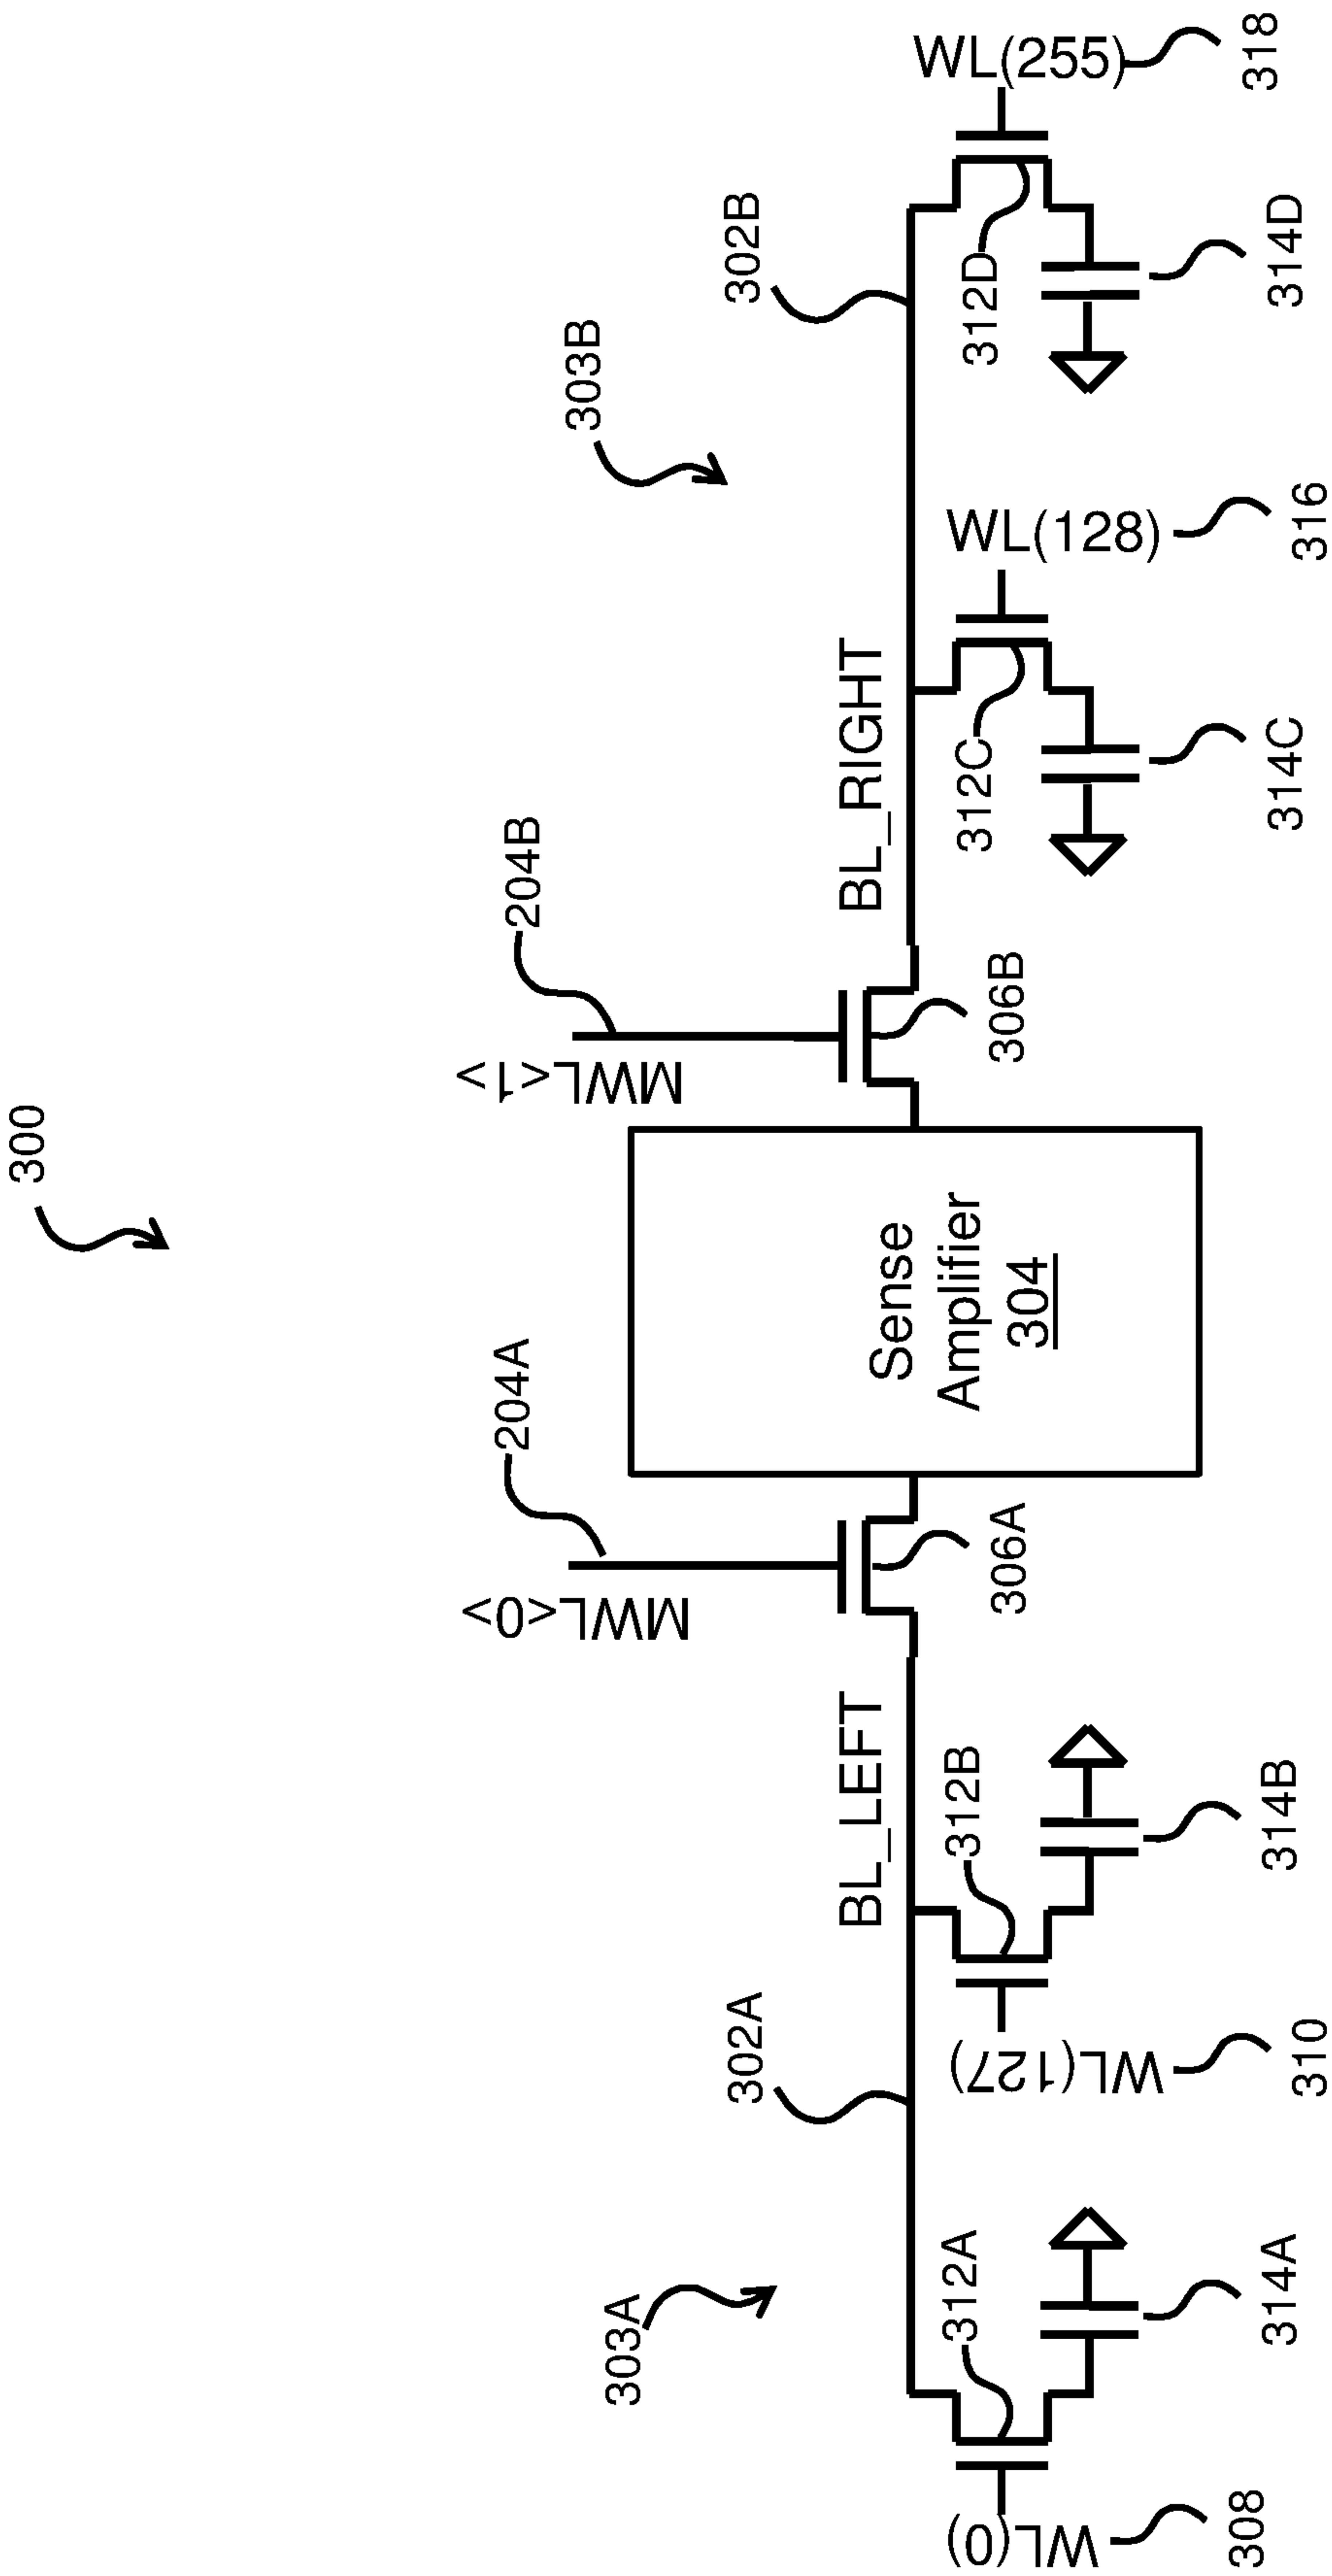 300
303A
303B
204A
204B
MWL<0>
MWL<1>
302A
302B
BL_LEFT
BL_RIGHT
Sense
Amplifier
304
306A
306B
312A
312B
312C
312D
WL(0)
WL(127)
WL(128)
WL(255)
308
314A
310
314B
314C
316
314D
318